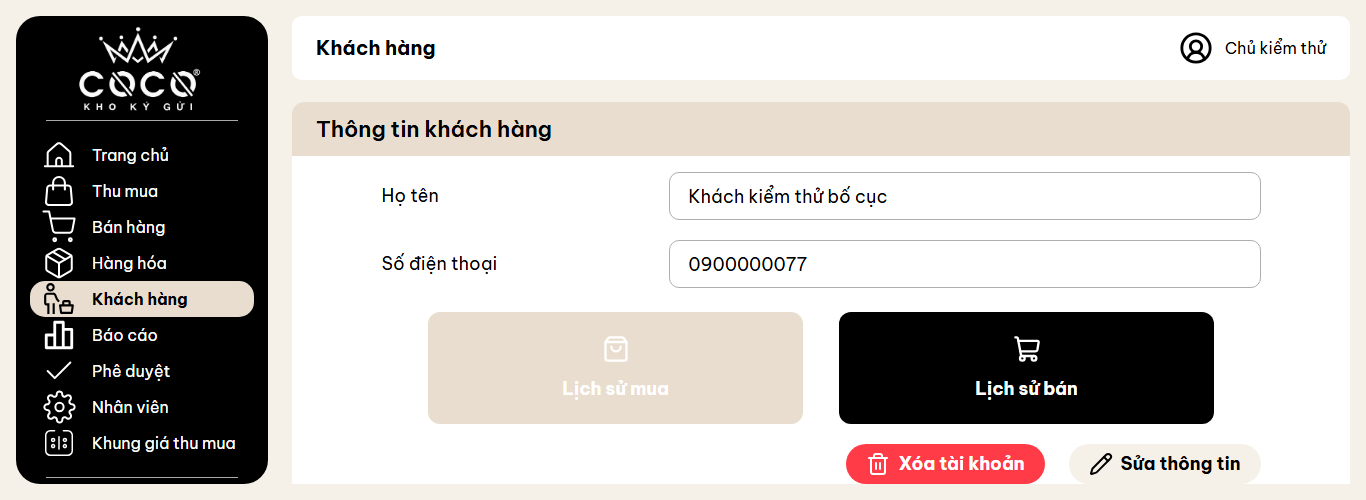 COCO®
KHO KÝ GỬI
Trang chủ
Thu mua
Bán hàng
Hàng hóa
Khách hàng
Báo cáo
Phê duyệt
Nhân viên
Khung giá thu mua
Khách hàng
Chủ kiểm thử
Thông tin khách hàng
Họ tên
Khách kiểm thử bố cục
Số điện thoại
0900000077
Lịch sử mua
Lịch sử bán
Xóa tài khoản
Sửa thông tin